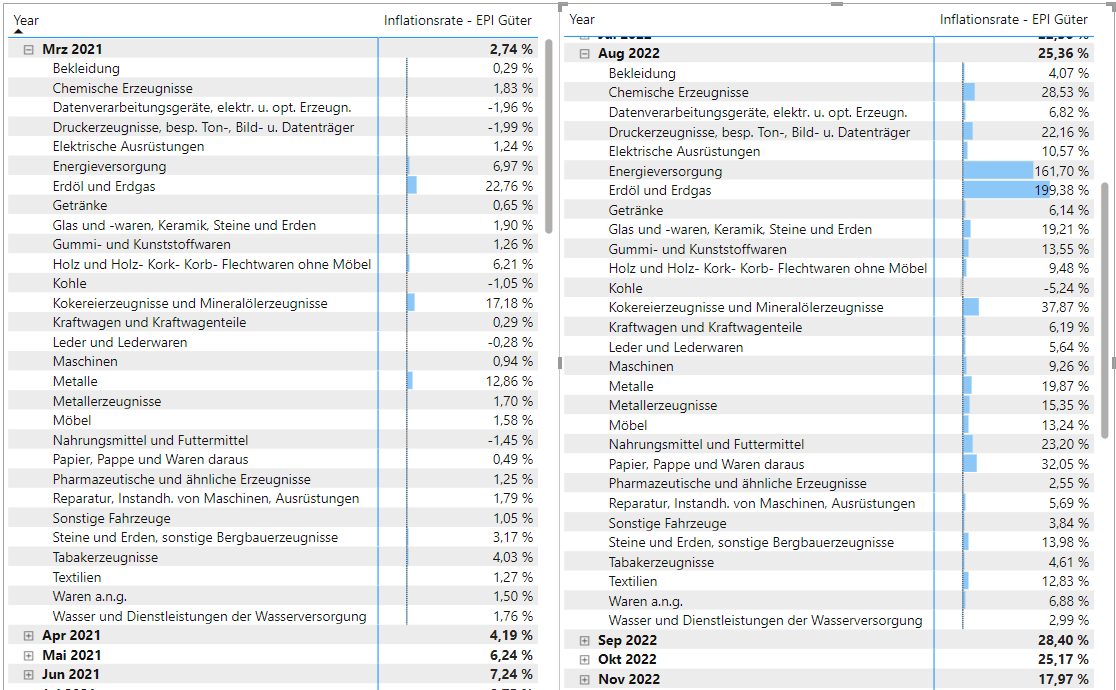 Year Inflationsrate - EPI Güter
Mrz 2021 2,74 %
Bekleidung 0,29 %
Chemische Erzeugnisse 1,83 %
Datenverarbeitungsgeräte, elektr. u. opt. Erzeugn. -1,96 %
Druckerzeugnisse, besp. Ton-, Bild- u. Datenträger -1,99 %
Elektrische Ausrüstungen 1,24 %
Energieversorgung 6,97 %
Erdöl und Erdgas 22,76 %
Getränke 0,65 %
Glas und -waren, Keramik, Steine und Erden 1,90 %
Gummi- und Kunststoffwaren 1,26 %
Holz und Holz- Kork- Korb- Flechtwaren ohne Möbel 6,21 %
Kohle -1,05 %
Kokereierzeugnisse und Mineralölerzeugnisse 17,18 %
Kraftwagen und Kraftwagenteile 0,29 %
Leder und Lederwaren -0,28 %
Maschinen 0,94 %
Metalle 12,86 %
Metallerzeugnisse 1,70 %
Möbel 1,58 %
Nahrungsmittel und Futtermittel -1,45 %
Papier, Pappe und Waren daraus 0,49 %
Pharmazeutische und ähnliche Erzeugnisse 1,25 %
Reparatur, Instandh. von Maschinen, Ausrüstungen 1,79 %
Sonstige Fahrzeuge 1,05 %
Steine und Erden, sonstige Bergbauerzeugnisse 3,17 %
Tabakerzeugnisse 4,03 %
Textilien 1,27 %
Waren a.n.g. 1,50 %
Wasser und Dienstleistungen der Wasserversorgung 1,76 %
Apr 2021 4,19 %
Mai 2021 6,24 %
Jun 2021 7,24 %
Year Inflationsrate - EPI Güter
Aug 2022 25,36 %
Bekleidung 4,07 %
Chemische Erzeugnisse 28,53 %
Datenverarbeitungsgeräte, elektr. u. opt. Erzeugn. 6,82 %
Druckerzeugnisse, besp. Ton-, Bild- u. Datenträger 22,16 %
Elektrische Ausrüstungen 10,57 %
Energieversorgung 161,70 %
Erdöl und Erdgas 199,38 %
Getränke 6,14 %
Glas und -waren, Keramik, Steine und Erden 19,21 %
Gummi- und Kunststoffwaren 13,55 %
Holz und Holz- Kork- Korb- Flechtwaren ohne Möbel 9,48 %
Kohle -5,24 %
Kokereierzeugnisse und Mineralölerzeugnisse 37,87 %
Kraftwagen und Kraftwagenteile 6,19 %
Leder und Lederwaren 5,64 %
Maschinen 9,26 %
Metalle 19,87 %
Metallerzeugnisse 15,35 %
Möbel 13,24 %
Nahrungsmittel und Futtermittel 23,20 %
Papier, Pappe und Waren daraus 32,05 %
Pharmazeutische und ähnliche Erzeugnisse 2,55 %
Reparatur, Instandh. von Maschinen, Ausrüstungen 5,69 %
Sonstige Fahrzeuge 3,84 %
Steine und Erden, sonstige Bergbauerzeugnisse 13,98 %
Tabakerzeugnisse 4,61 %
Textilien 12,83 %
Waren a.n.g. 6,88 %
Wasser und Dienstleistungen der Wasserversorgung 2,99 %
Sep 2022 28,40 %
Okt 2022 25,17 %
Nov 2022 17,97 %